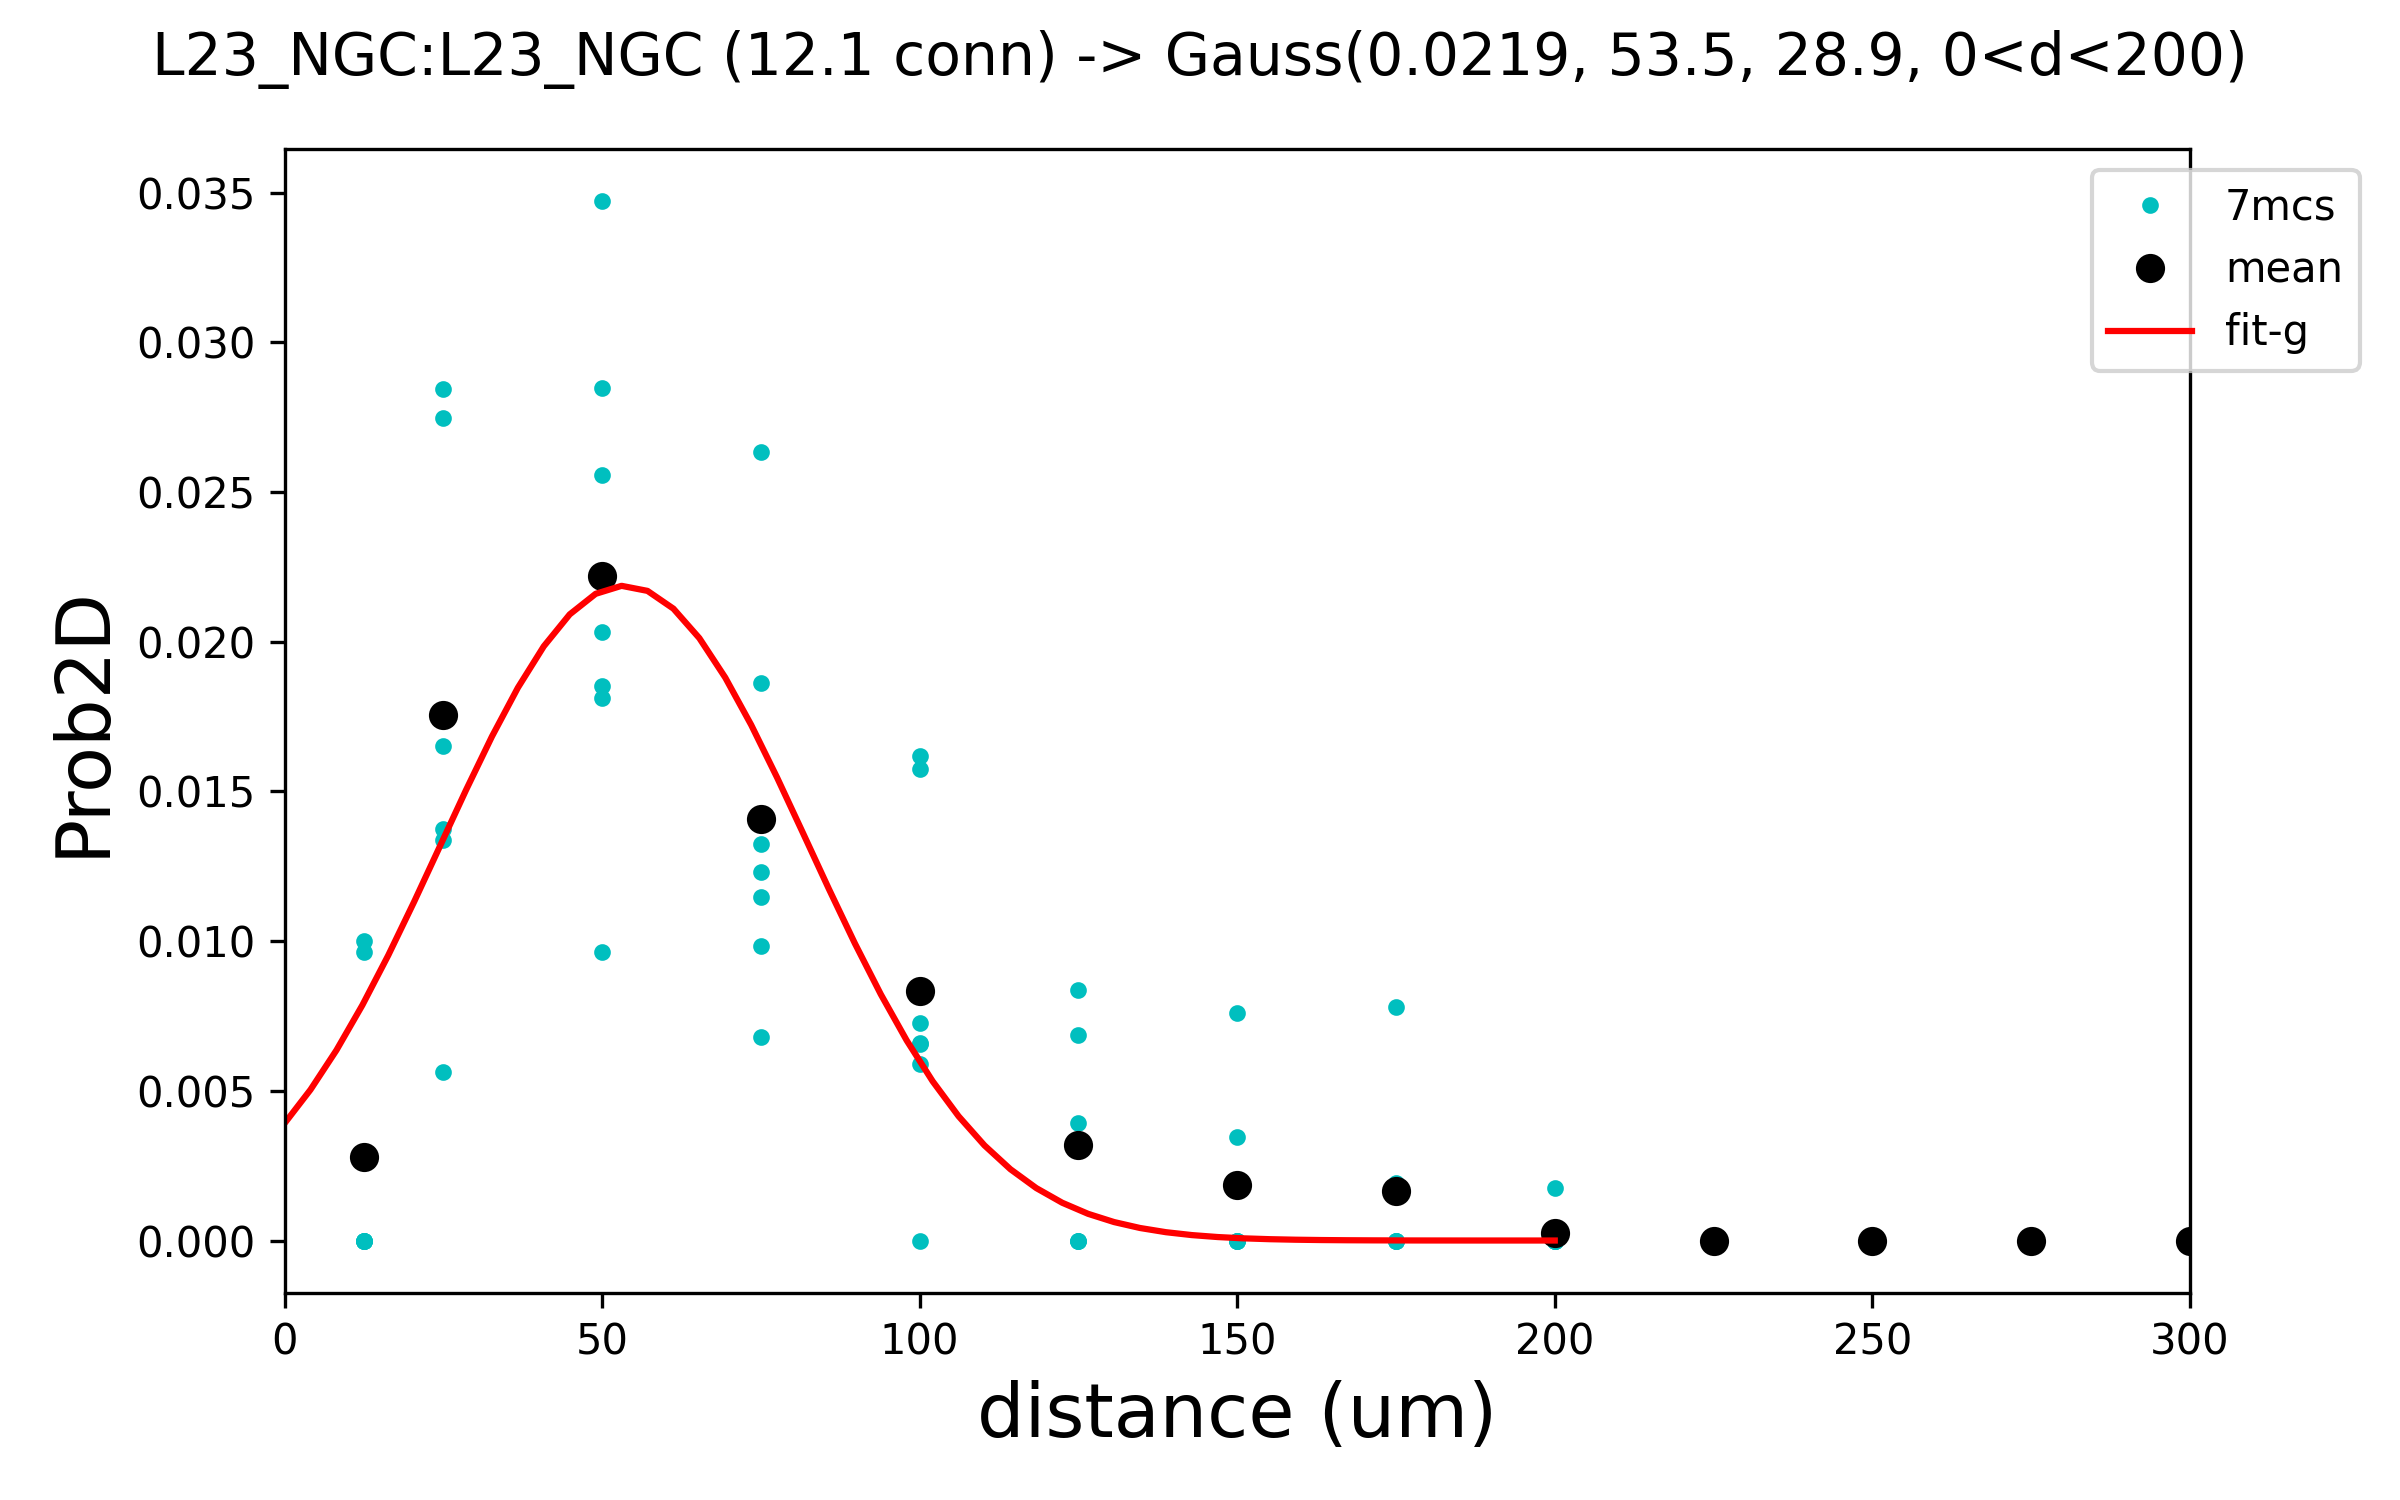 L23_NGC:L23_NGC (12.1 conn) -> Gauss(0.0219, 53.5, 28.9, 0<d<200)
7mcs
mean
fit-g
Prob2D
0.035
0.030
0.025
0.020
0.015
0.010
0.005
0.000
0 50 100 150 200 250 300
distance (um)